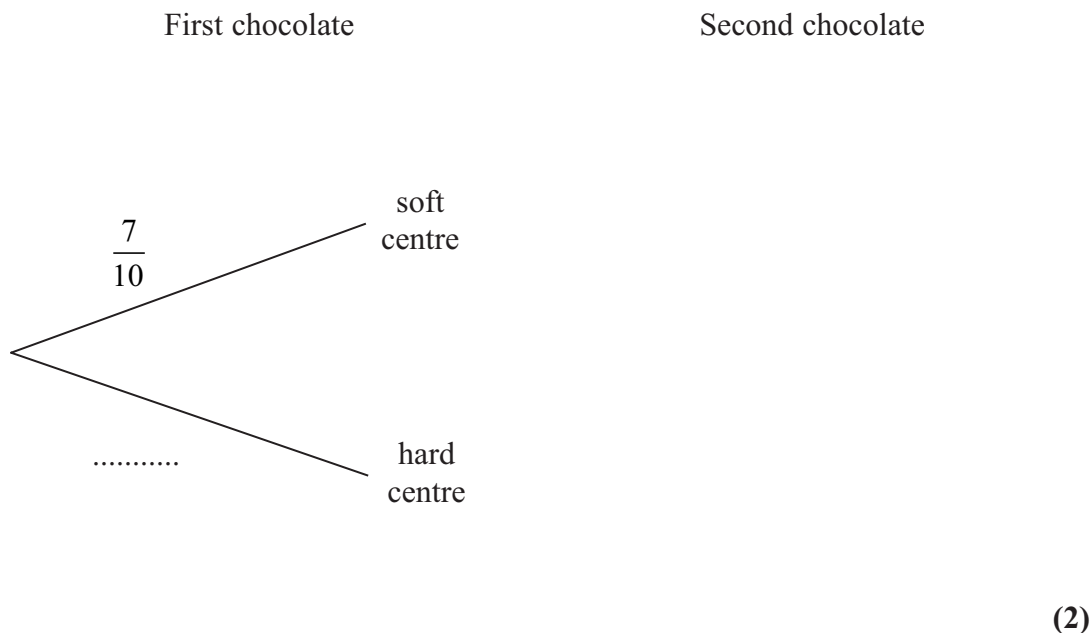 First chocolate Second chocolate
soft
centre
7
10
...........
hard
centre
(2)